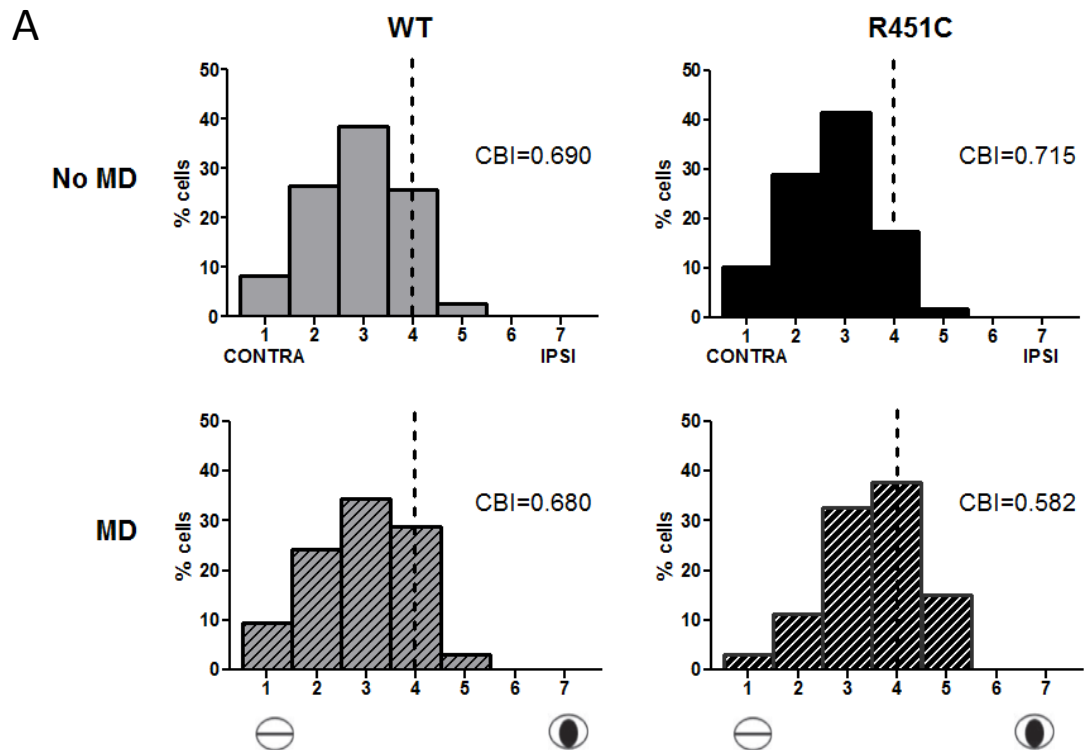 A
WT
R451C
No MD
% cells
50
40
30
20
10
0
CBI=0.690
1 2 3 4 5 6 7
CONTRA IPSI
% cells
50
40
30
20
10
0
CBI=0.715
1 2 3 4 5 6 7
CONTRA IPSI
MD
% cells
50
40
30
20
10
0
CBI=0.680
1 2 3 4 5 6 7
% cells
50
40
30
20
10
0
CBI=0.582
1 2 3 4 5 6 7